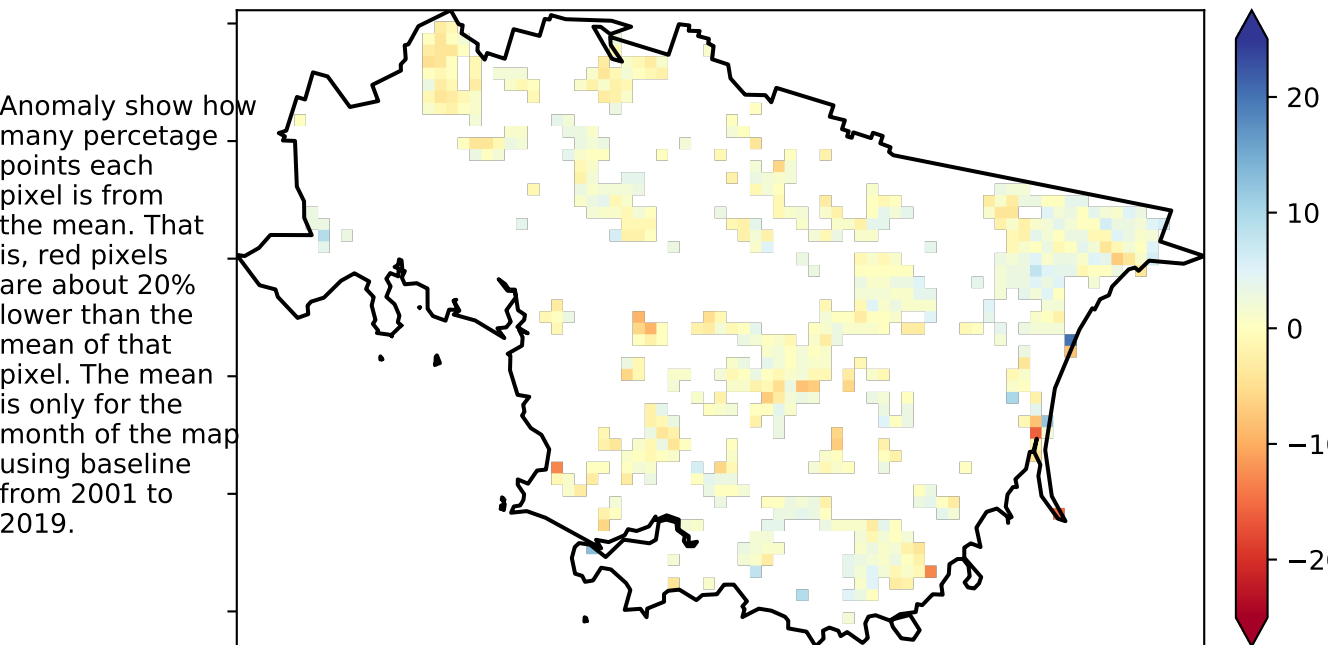 Anomaly show how
many percetage
points each
pixel is from
the mean. That
is, red pixels
are about 20%
lower than the
mean of that
pixel. The mean
is only for the
month of the map
using baseline
from 2001 to
2019.
20
10
0
−10
−20